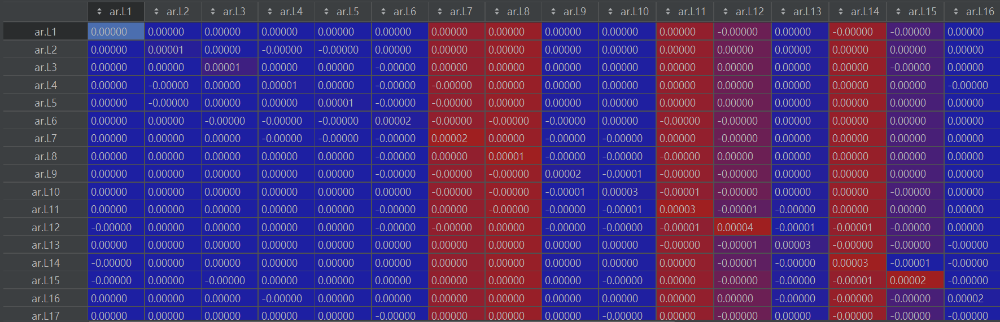 ar.L1 ar.L2 ar.L3 ar.L4 ar.L5 ar.L6 ar.L7 ar.L8 ar.L9 ar.L10 ar.L11 ar.L12 ar.L13 ar.L14 ar.L15 ar.L16
ar.L1 0.00000 0.00000 0.00000 0.00000 0.00000 0.00000 0.00000 0.00000 0.00000 0.00000 0.00000 -0.00000 0.00000 -0.00000 -0.00000 0.00000
ar.L2 0.00000 0.00001 0.00000 -0.00000 -0.00000 0.00000 0.00000 0.00000 0.00000 0.00000 0.00000 0.00000 0.00000 0.00000 0.00000 0.00000
ar.L3 0.00000 0.00000 0.00001 0.00000 0.00000 -0.00000 0.00000 0.00000 0.00000 0.00000 0.00000 0.00000 0.00000 0.00000 -0.00000 0.00000
ar.L4 0.00000 -0.00000 0.00000 0.00001 0.00000 -0.00000 -0.00000 0.00000 0.00000 0.00000 0.00000 0.00000 0.00000 0.00000 0.00000 -0.00000
ar.L5 0.00000 -0.00000 0.00000 0.00000 0.00001 -0.00000 -0.00000 0.00000 0.00000 0.00000 0.00000 0.00000 0.00000 0.00000 0.00000 0.00000
ar.L6 0.00000 0.00000 -0.00000 -0.00000 -0.00000 0.00002 -0.00000 -0.00000 -0.00000 0.00000 -0.00000 -0.00000 0.00000 0.00000 0.00000 0.00000
ar.L7 0.00000 0.00000 0.00000 -0.00000 -0.00000 -0.00000 0.00002 0.00000 -0.00000 -0.00000 0.00000 -0.00000 0.00000 0.00000 0.00000 0.00000
ar.L8 0.00000 0.00000 0.00000 0.00000 0.00000 -0.00000 0.00000 0.00001 -0.00000 -0.00000 -0.00000 0.00000 0.00000 0.00000 0.00000 0.00000
ar.L9 0.00000 0.00000 0.00000 0.00000 0.00000 -0.00000 -0.00000 -0.00000 0.00002 -0.00001 -0.00000 -0.00000 0.00000 0.00000 0.00000 0.00000
ar.L10 0.00000 0.00000 0.00000 0.00000 0.00000 0.00000 -0.00000 -0.00000 -0.00001 0.00003 -0.00001 -0.00000 0.00000 0.00000 -0.00000 0.00000
ar.L11 0.00000 0.00000 0.00000 0.00000 0.00000 -0.00000 0.00000 -0.00000 -0.00000 -0.00001 0.00003 -0.00001 -0.00000 0.00000 0.00000 0.00000
ar.L12 -0.00000 0.00000 0.00000 0.00000 0.00000 -0.00000 -0.00000 0.00000 -0.00000 -0.00000 -0.00001 0.00004 -0.00001 -0.00001 -0.00000 0.00000
ar.L13 0.00000 0.00000 0.00000 0.00000 0.00000 0.00000 0.00000 0.00000 0.00000 0.00000 -0.00000 -0.00001 0.00003 -0.00000 -0.00000 -0.00000
ar.L14 -0.00000 0.00000 0.00000 0.00000 0.00000 0.00000 0.00000 0.00000 0.00000 0.00000 0.00000 -0.00001 -0.00000 0.00003 -0.00001 -0.00000
ar.L15 -0.00000 0.00000 -0.00000 0.00000 0.00000 0.00000 0.00000 0.00000 0.00000 -0.00000 0.00000 -0.00000 -0.00000 -0.00001 0.00002 -0.00000
ar.L16 0.00000 0.00000 0.00000 -0.00000 0.00000 0.00000 0.00000 0.00000 0.00000 0.00000 0.00000 0.00000 -0.00000 -0.00000 -0.00000 0.00002
ar.L17 0.00000 0.00000 0.00000 0.00000 0.00000 -0.00000 0.00000 0.00000 0.00000 -0.00000 0.00000 -0.00000 -0.00000 -0.00000 -0.00000 -0.00000